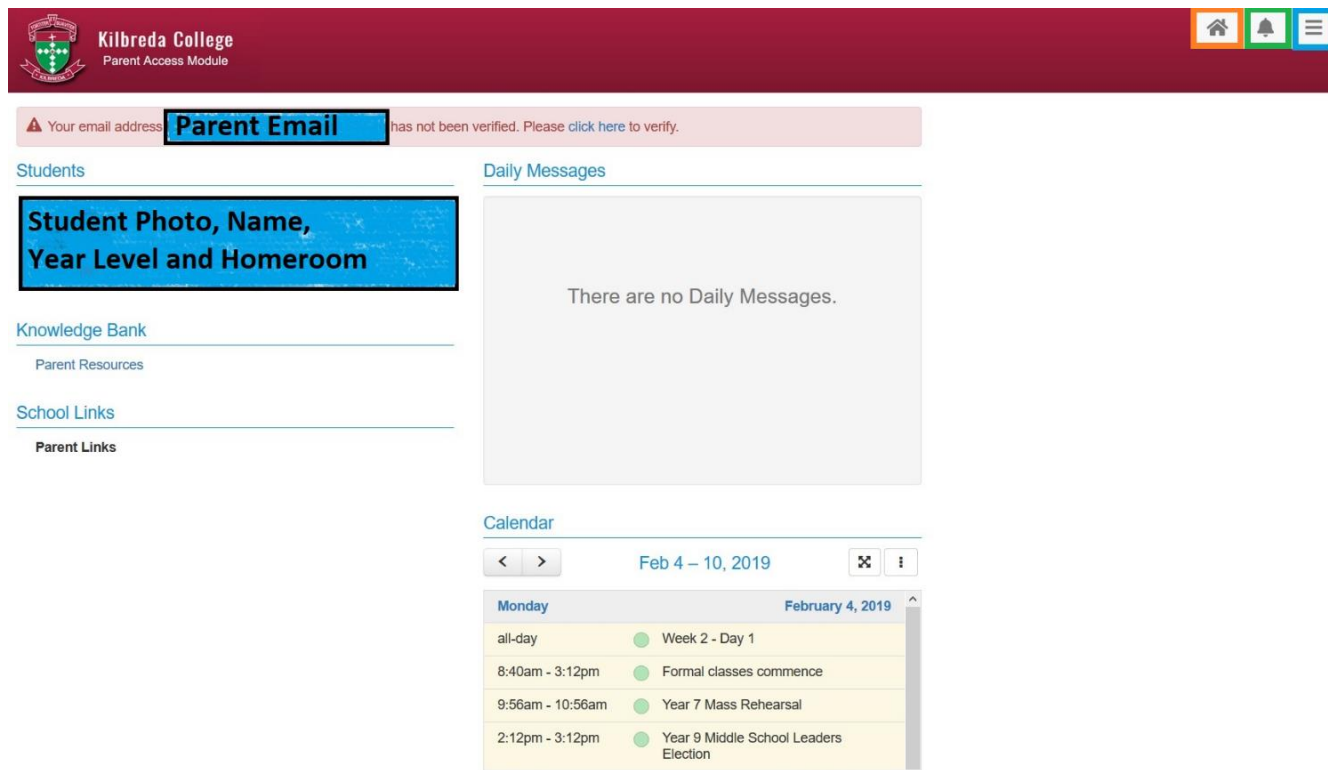 Kilbreda College
Parent Access Module
Your email address Parent Email has not been verified. Please click here to verify.
Students
Student Photo, Name,
Year Level and Homeroom
Knowledge Bank
Parent Resources
School Links
Parent Links
Daily Messages
There are no Daily Messages.
Calendar
Feb 4 – 10, 2019
Monday February 4, 2019
all-day Week 2 - Day 1
8:40am - 3:12pm Formal classes commence
9:56am - 10:56am Year 7 Mass Rehearsal
2:12pm - 3:12pm Year 9 Middle School Leaders
Election